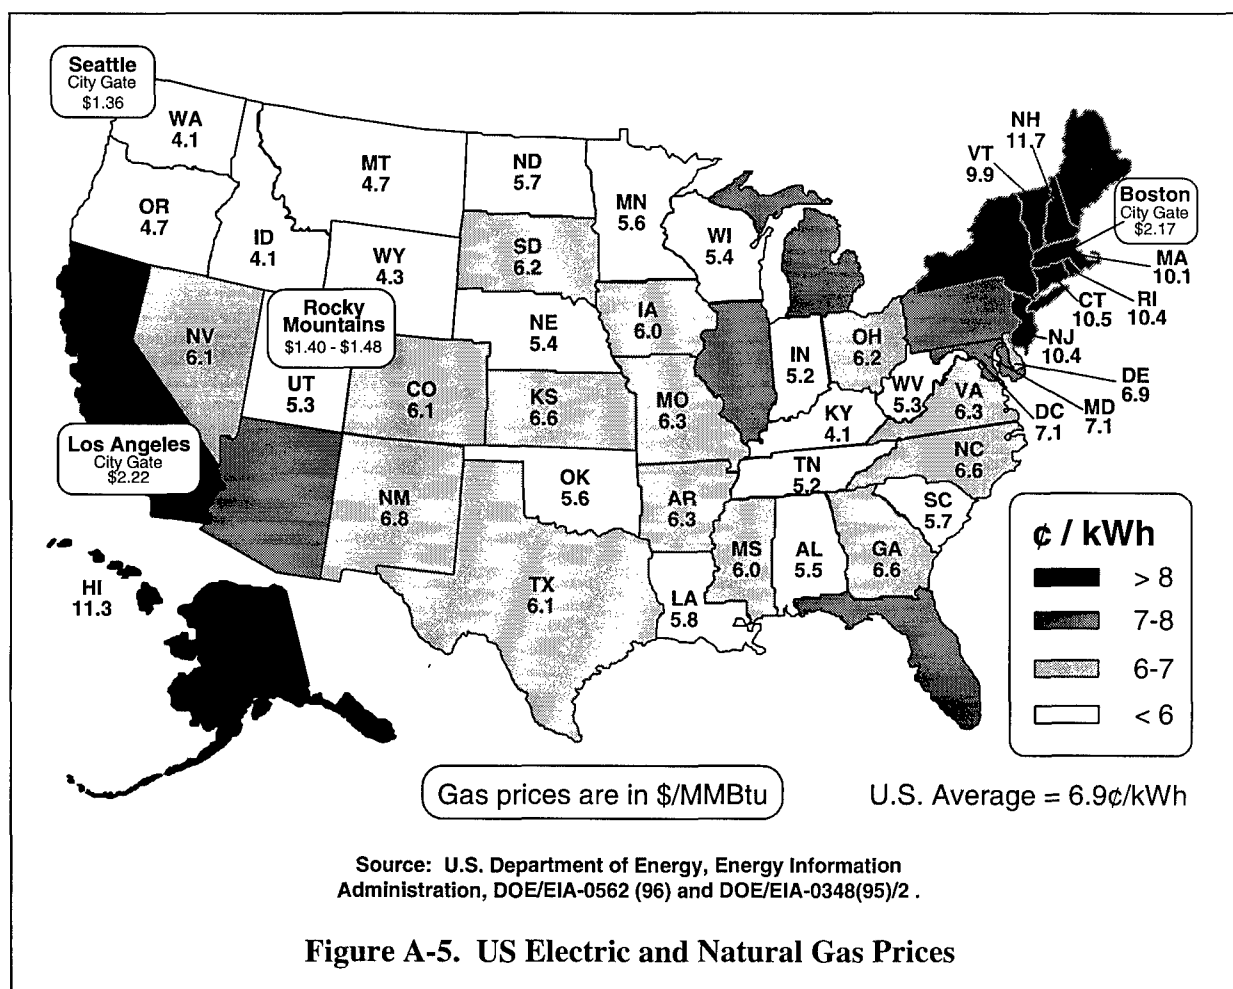 Seattle
City Gate
$1.36
WA
4.1
MT
4.7
ND
5.7
MN
5.6
OR
4.7
ID
4.1
WY
4.3
SD
6.2
WI
5.4
NH
11.7
VT
9.9
Boston
City Gate
$2.17
MA
10.1
RI
10.4
CT
10.5
NJ
10.4
DE
6.9
MD
7.1
DC
7.1
Rocky
Mountains
$1.40 - $1.48
NV
6.1
UT
5.3
CO
6.1
NE
5.4
IA
6.0
KS
6.6
MO
6.3
IN
5.2
OH
6.2
WV
5.3
VA
6.3
KY
4.1
NC
6.6
TN
5.2
SC
5.7
Los Angeles
City Gate
$2.22
NM
6.8
OK
5.6
AR
6.3
TX
6.1
LA
5.8
MS
6.0
AL
5.5
GA
6.6
HI
11.3
¢ / kWh
> 8
7-8
6-7
< 6
Gas prices are in $/MMBtu
U.S. Average = 6.9¢/kWh
Source: U.S. Department of Energy, Energy Information
Administration, DOE/EIA-0562 (96) and DOE/EIA-0348(95)/2 .
Figure A-5. US Electric and Natural Gas Prices